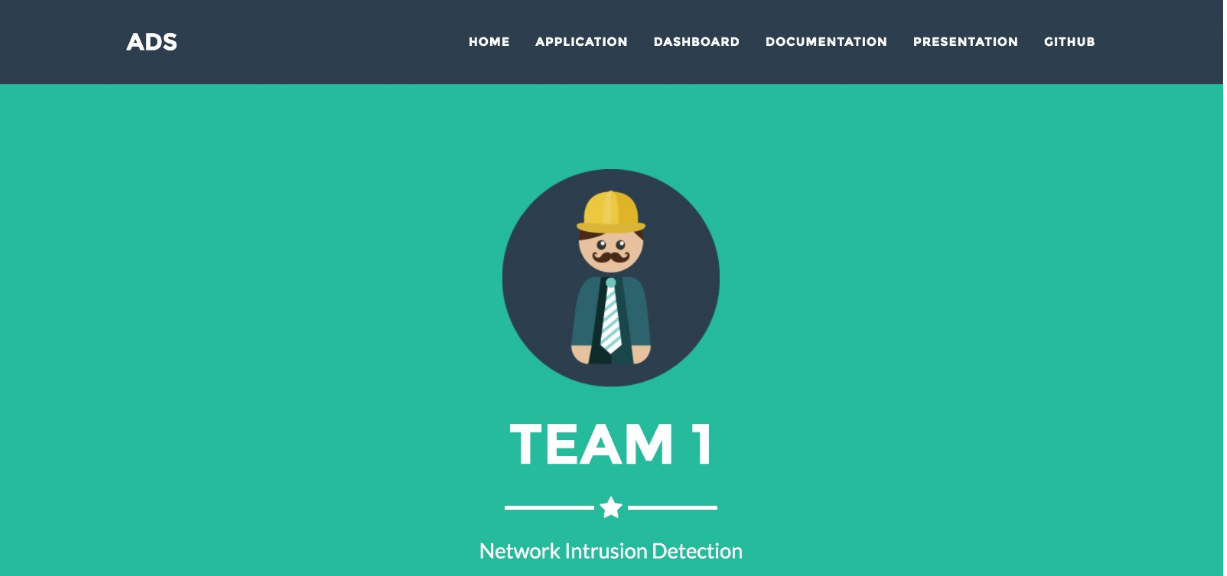 ADS
HOME APPLICATION DASHBOARD DOCUMENTATION PRESENTATION GITHUB
TEAM 1
Network Intrusion Detection